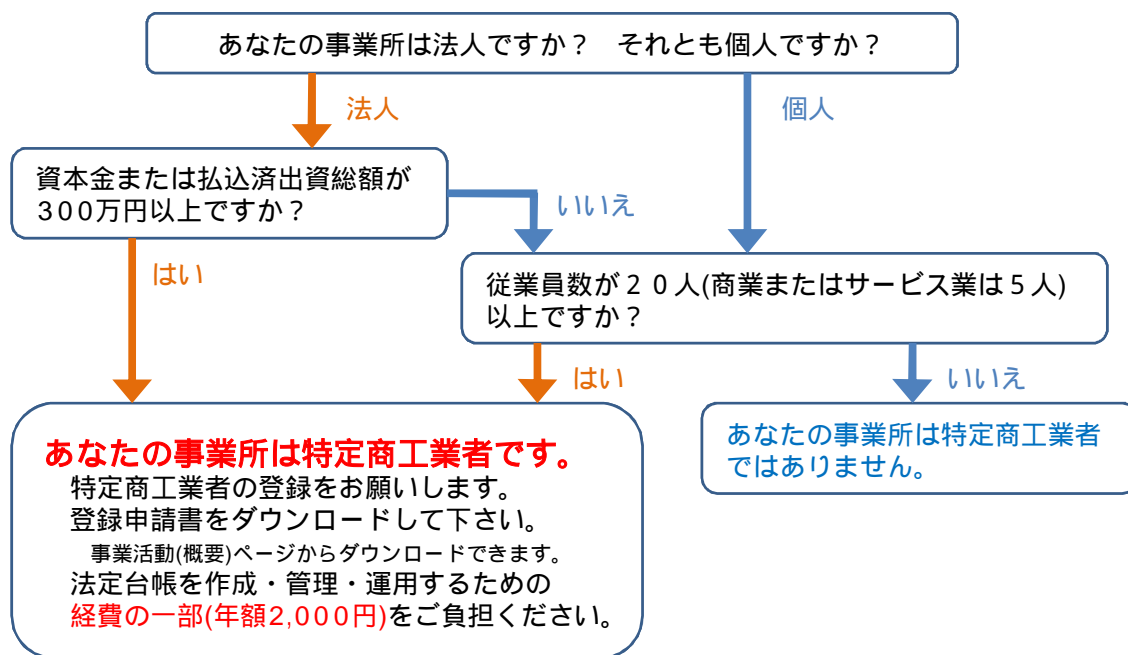 あなたの事業所は法人ですか？　それとも個人ですか？
法人
個人
資本金または払込済出資総額が
300万円以上ですか？
いいえ
はい
従業員数が２０人(商業またはサービス業は５人)
以上ですか？
はい
いいえ
あなたの事業所は特定商工業者です。
特定商工業者の登録をお願いします。
登録申請書をダウンロードして下さい。
事業活動(概要)ページからダウンロードできます。
法定台帳を作成・管理・運用するための
経費の一部(年額2,000円)をご負担ください。
あなたの事業所は特定商工業者
ではありません。